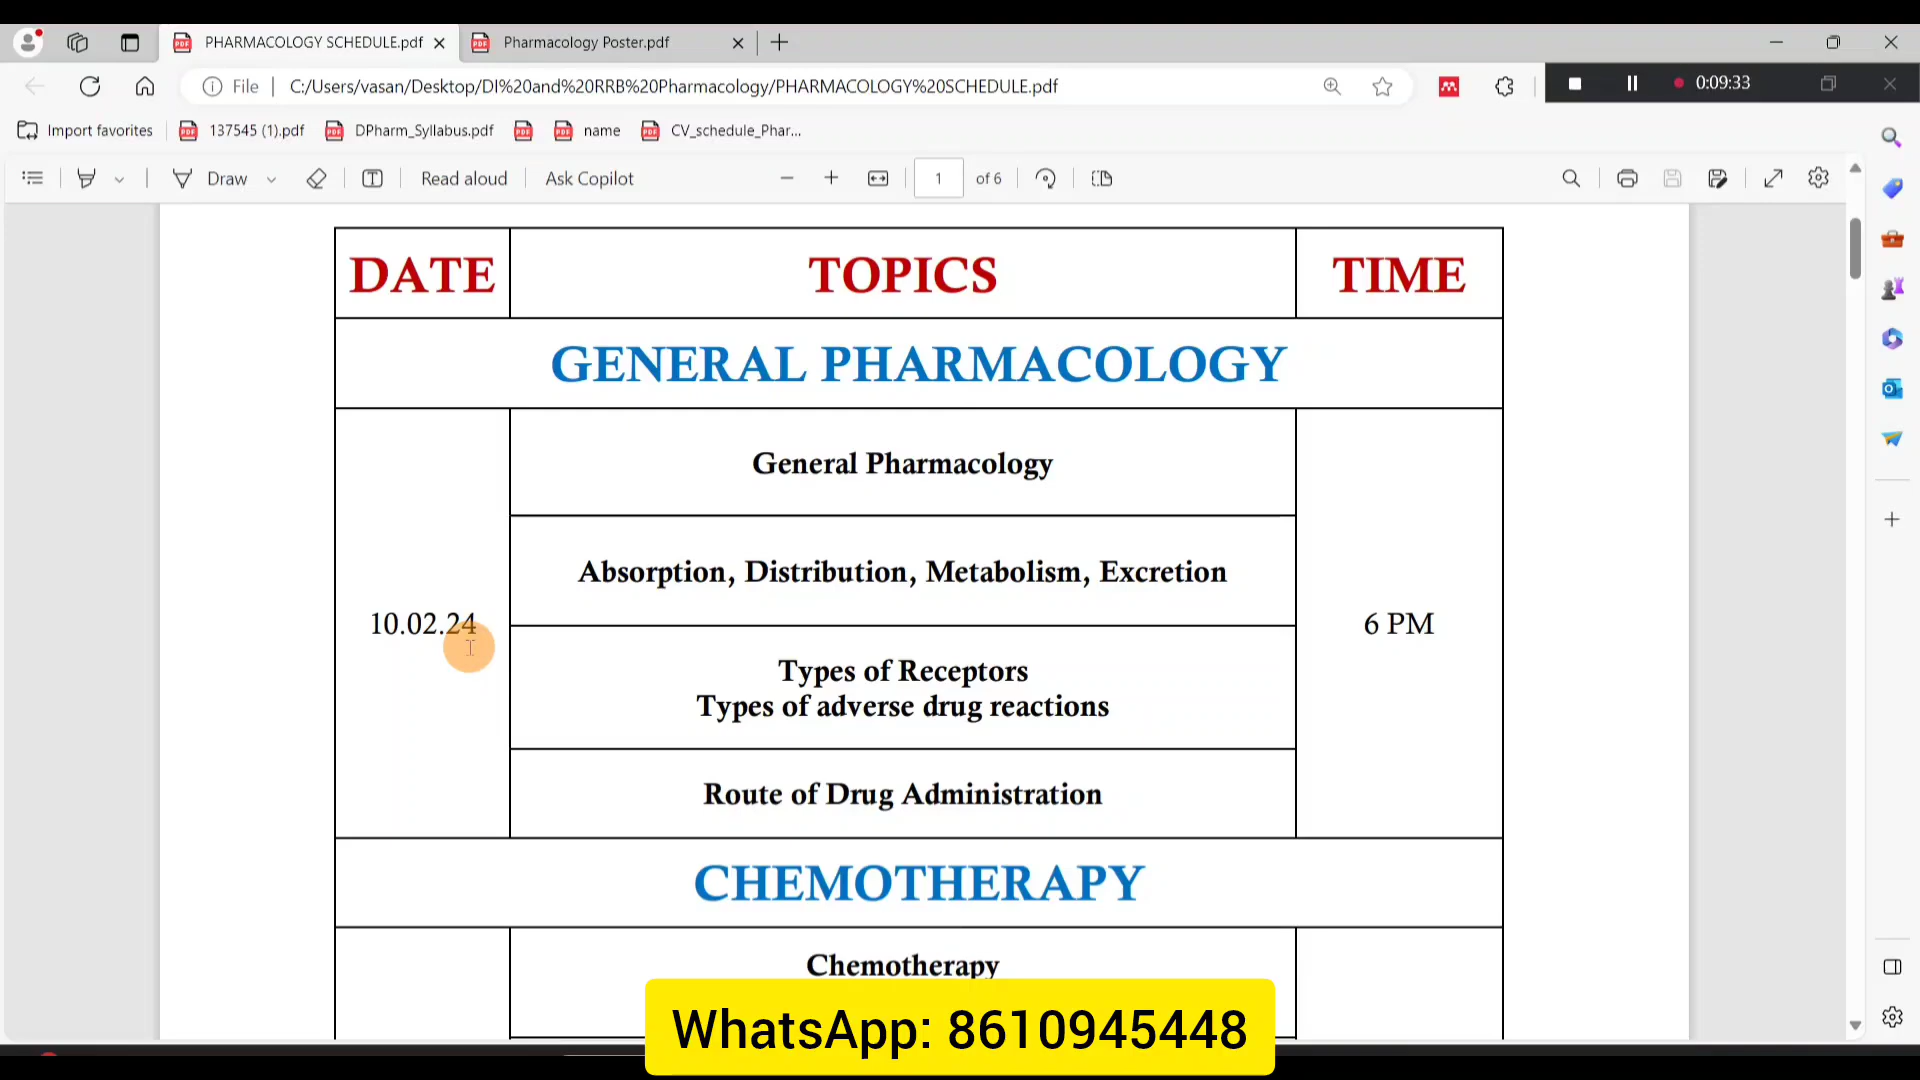 PHARMACOLOGY SCHEDULE.pdf
Pharmacology Poster.pdf
File
C:/Users/vasan/Desktop/DI%20and%20RRB%20Pharmacology/PHARMACOLOGY%20SCHEDULE.pdf
0:09:33
Import favorites
137545 (1).pdf
DPharm_Syllabus.pdf
name
CV_schedule_Phar...
Draw
Read aloud
Ask Copilot
1
of 6
DATE
TOPICS
TIME
GENERAL PHARMACOLOGY
General Pharmacology
Absorption, Distribution, Metabolism, Excretion
10.02.24
6 PM
Types of Receptors
Types of adverse drug reactions
Route of Drug Administration
CHEMOTHERAPY
Chemotherapy
WhatsApp: 8610945448